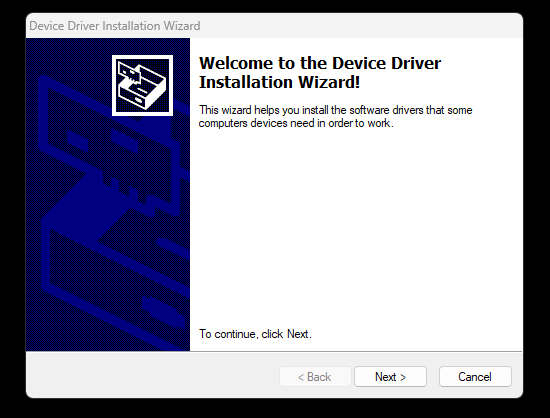 Device Driver Installation Wizard
Welcome to the Device Driver
Installation Wizard!
This wizard helps you install the software drivers that some
computers devices need in order to work.
To continue, click Next.
< Back
Next >
Cancel